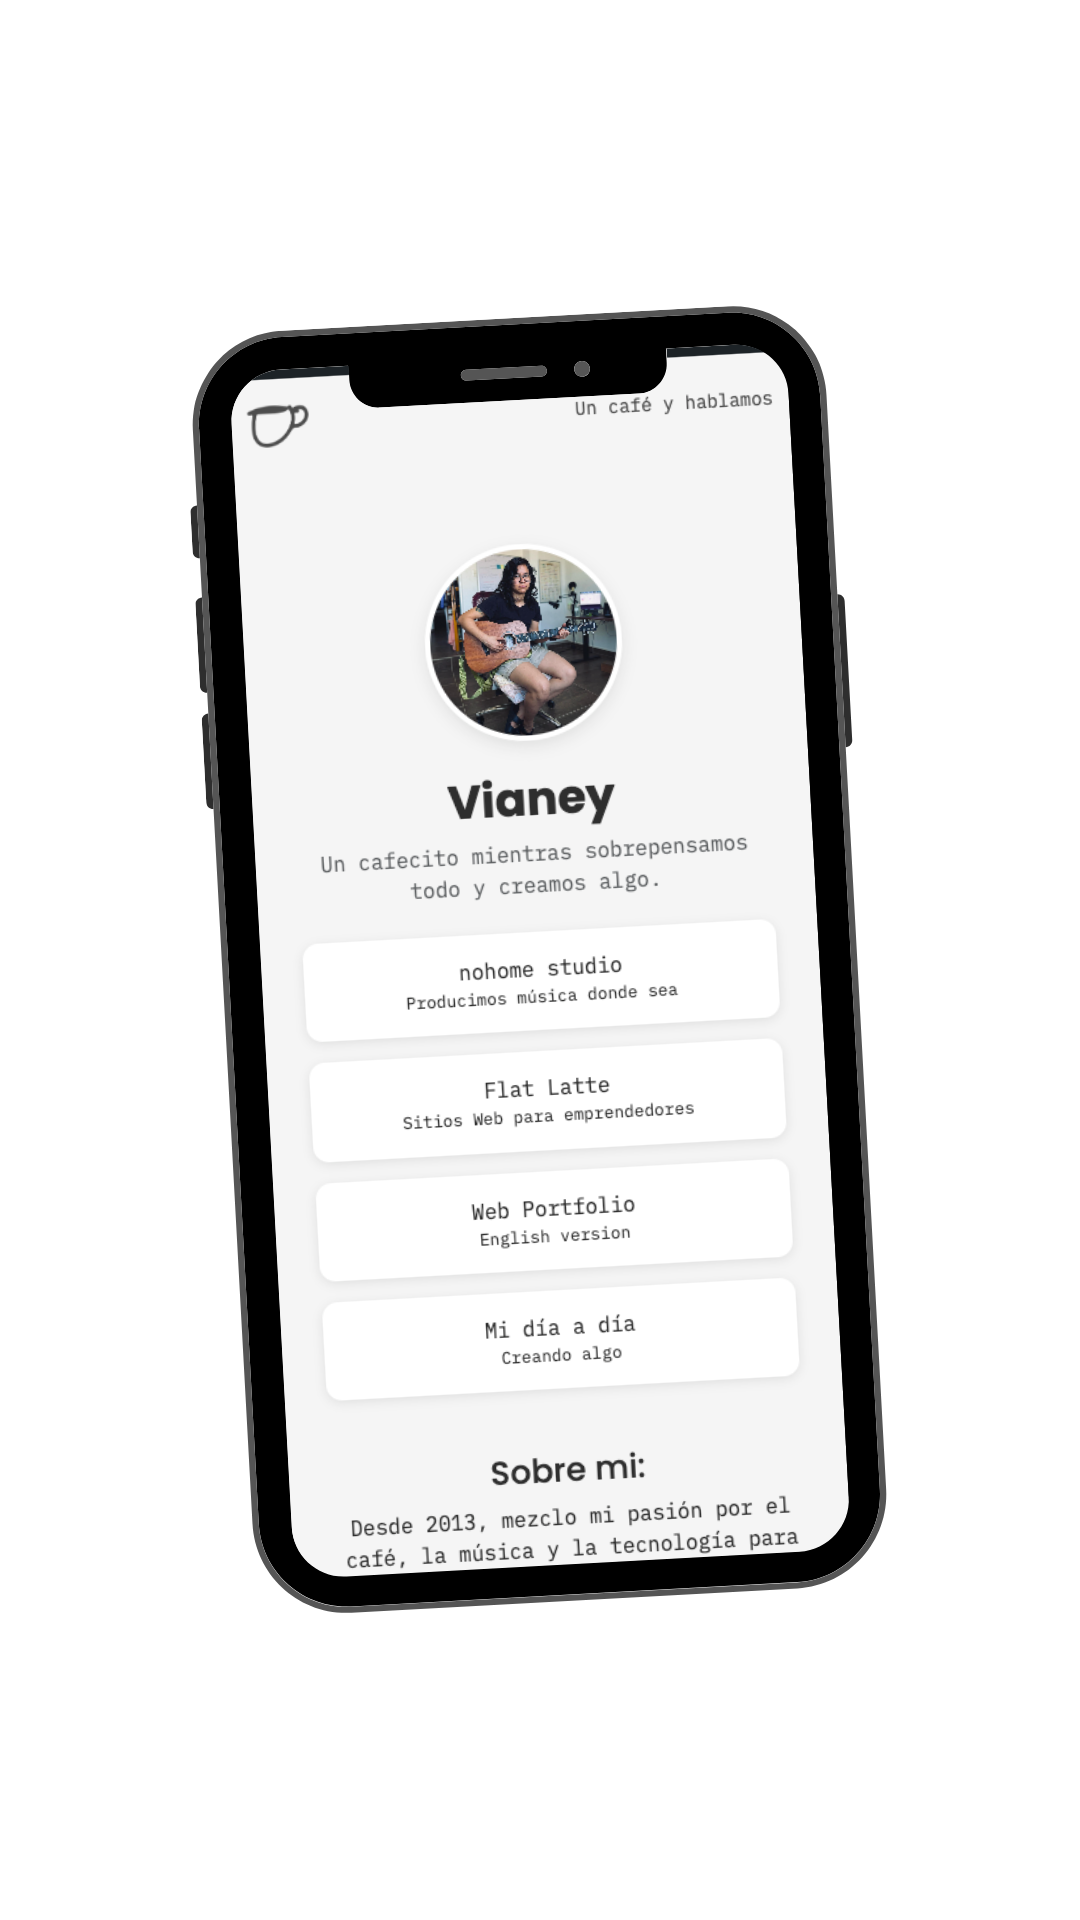 Un café y hablamos
Vianey
Un cafecito mientras sobrepensamos
todo y creamos algo.
nohome studio
Producimos música donde sea
Flat Latte
Sitios Web para emprendedores
Web Portfolio
English version
Mi día a día
Creando algo
Sobre mi:
Desde 2013, mezclo mi pasión por el
café, la música y la tecnología para